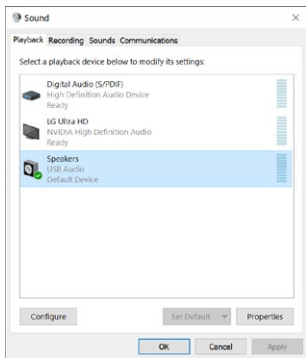 Sound
Playback Recording Sounds Communications
Select a playback device below to modify its settings:
Digital Audio (S/PDIF)
High Definition Audio Device
Ready
LG Ultra HD
NVIDIA High Definition Audio
Ready
Speakers
USB Audio
Default Device
Configure Set Default Properties
OK Cancel Apply